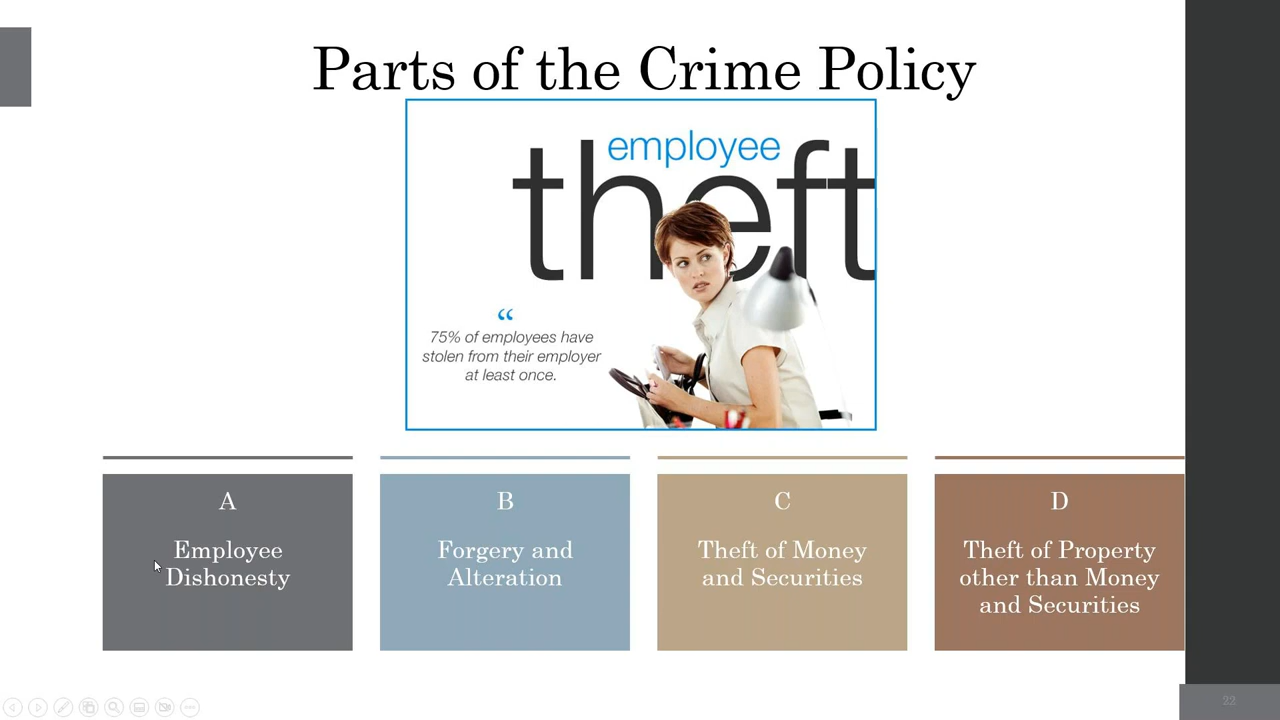 Parts of the Crime Policy
employee
theft
“
75% of employees have
stolen from their employer
at least once.
A
Employee
Dishonesty
B
Forgery and
Alteration
C
Theft of Money
and Securities
D
Theft of Property
other than Money
and Securities
22